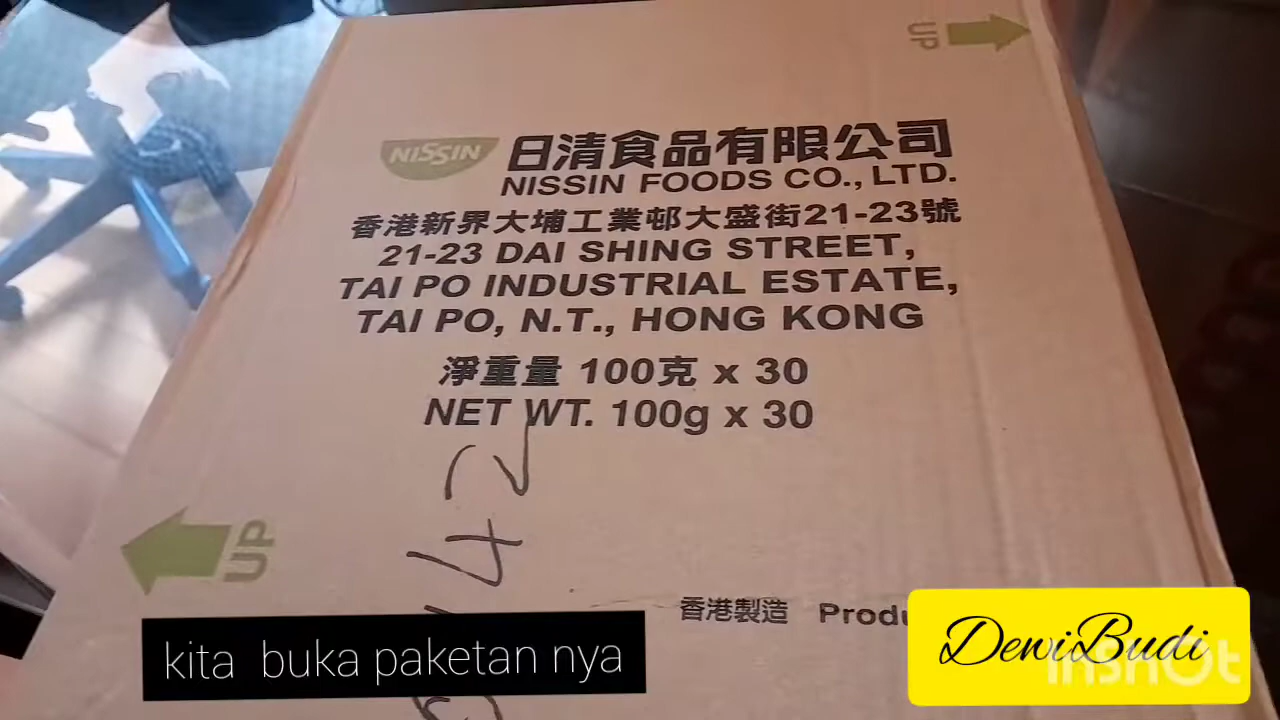 UP
NISSIN
日清食品有限公司
NISSIN FOODS CO., LTD.
香港新界大埔工業邨大盛街21-23號
21-23 DAI SHING STREET,
TAI PO INDUSTRIAL ESTATE,
TAI PO, N.T., HONG KONG
淨重量 100克 x 30
NET WT. 100g x 30
42
UP
香港製造 Produ
kita buka paketan nya
DewiBudi
inshot